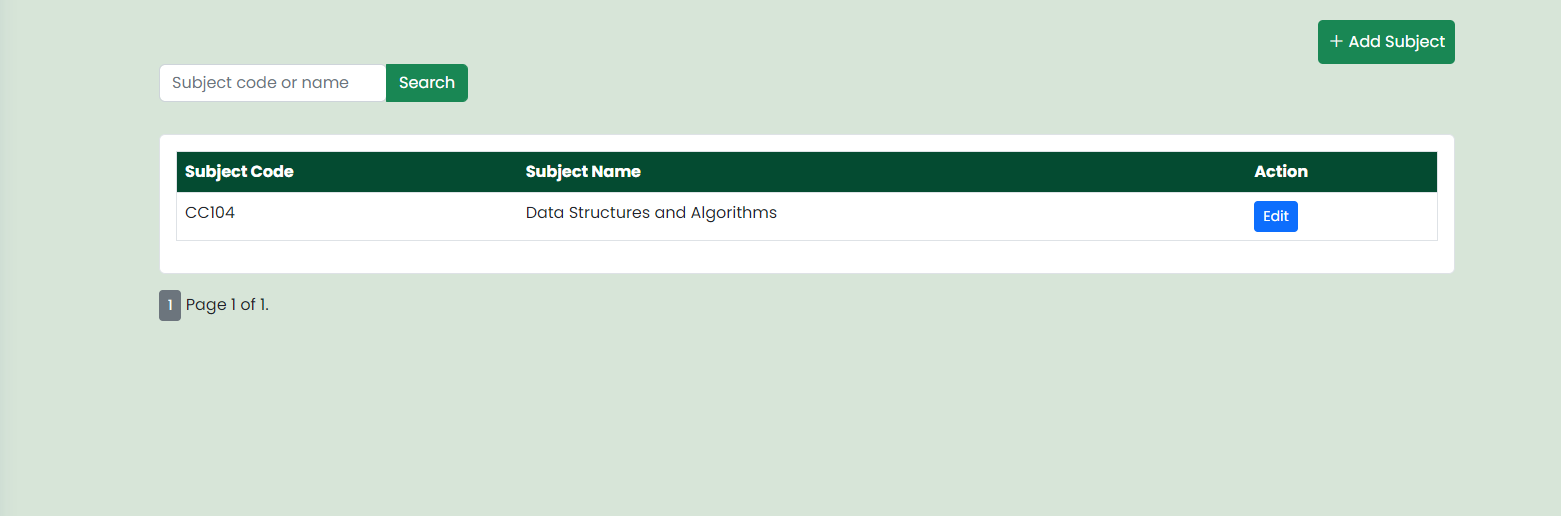 + Add Subject
Subject code or name Search
Subject Code Subject Name Action
CC104 Data Structures and Algorithms Edit
1 Page 1 of 1.